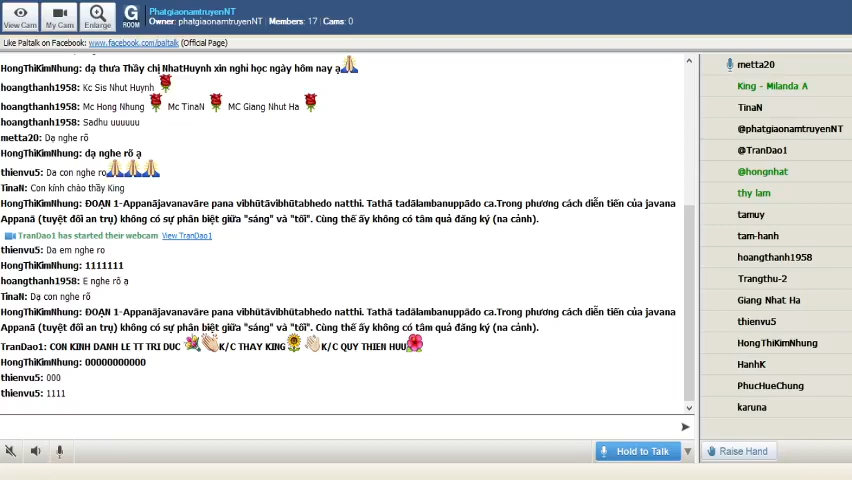 View Cam
My Cam
Enlarge
G
ROOM
PhatgiaonamtruyenNT
Owner: phatgiaonamtruyenNT | Members: 17 | Cams: 0
Like Paltalk on Facebook: www.facebook.com/paltalk (Official Page)
HongThiKimNhung: dạ thưa Thầy chị NhatHuynh xin nghỉ học ngày hôm nay ạ
hoangthanh1958: Kc Sis Nhut Huynh
hoangthanh1958: Mc Hong Nhung Mc TinaN MC Giang Nhut Ha
hoangthanh1958: Sadhu uuuuuu
metta20: Dạ nghe rõ
HongThiKimNhung: dạ nghe rõ ạ
thienvu5: Da con nghe ro
TinaN: Con kính chào thầy King
HongThiKimNhung: ĐOẠN 1-Appanājavanavāre pana vibhūtāvibhūtabhedo natthi. Tathā tadālambanuppādo ca.Trong phương cách diễn tiến của javana
Appanā (tuyệt đối an trụ) không có sự phân biệt giữa "sáng" và "tối". Cùng thế ấy không có tâm quả đăng ký (na cảnh).
TranDao1 has started their webcam View TranDao1
thienvu5: Da em nghe ro
HongThiKimNhung: 1111111
hoangthanh1958: E nghe rõ ạ
TinaN: Dạ con nghe rõ
HongThiKimNhung: ĐOẠN 1-Appanājavanavāre pana vibhūtāvibhūtabhedo natthi. Tathā tadālambanuppādo ca.Trong phương cách diễn tiến của javana
Appanā (tuyệt đối an trụ) không có sự phân biệt giữa "sáng" và "tối". Cùng thế ấy không có tâm quả đăng ký (na cảnh).
TranDao1: CON KINH DANH LE TT TRI DUC K/C THAY KING K/C QUY THIEN HUU
HongThiKimNhung: 00000000000
thienvu5: 000
thienvu5: 1111
Hold to Talk
metta20
King - Milanda A
TinaN
@phatgiaonamtruyenNT
@TranDao1
@hongnhat
thy lam
tamuy
tam-hanh
hoangthanh1958
Trangthu-2
Giang Nhat Ha
thienvu5
HongThiKimNhung
HanhK
PhucHueChung
karuna
Raise Hand